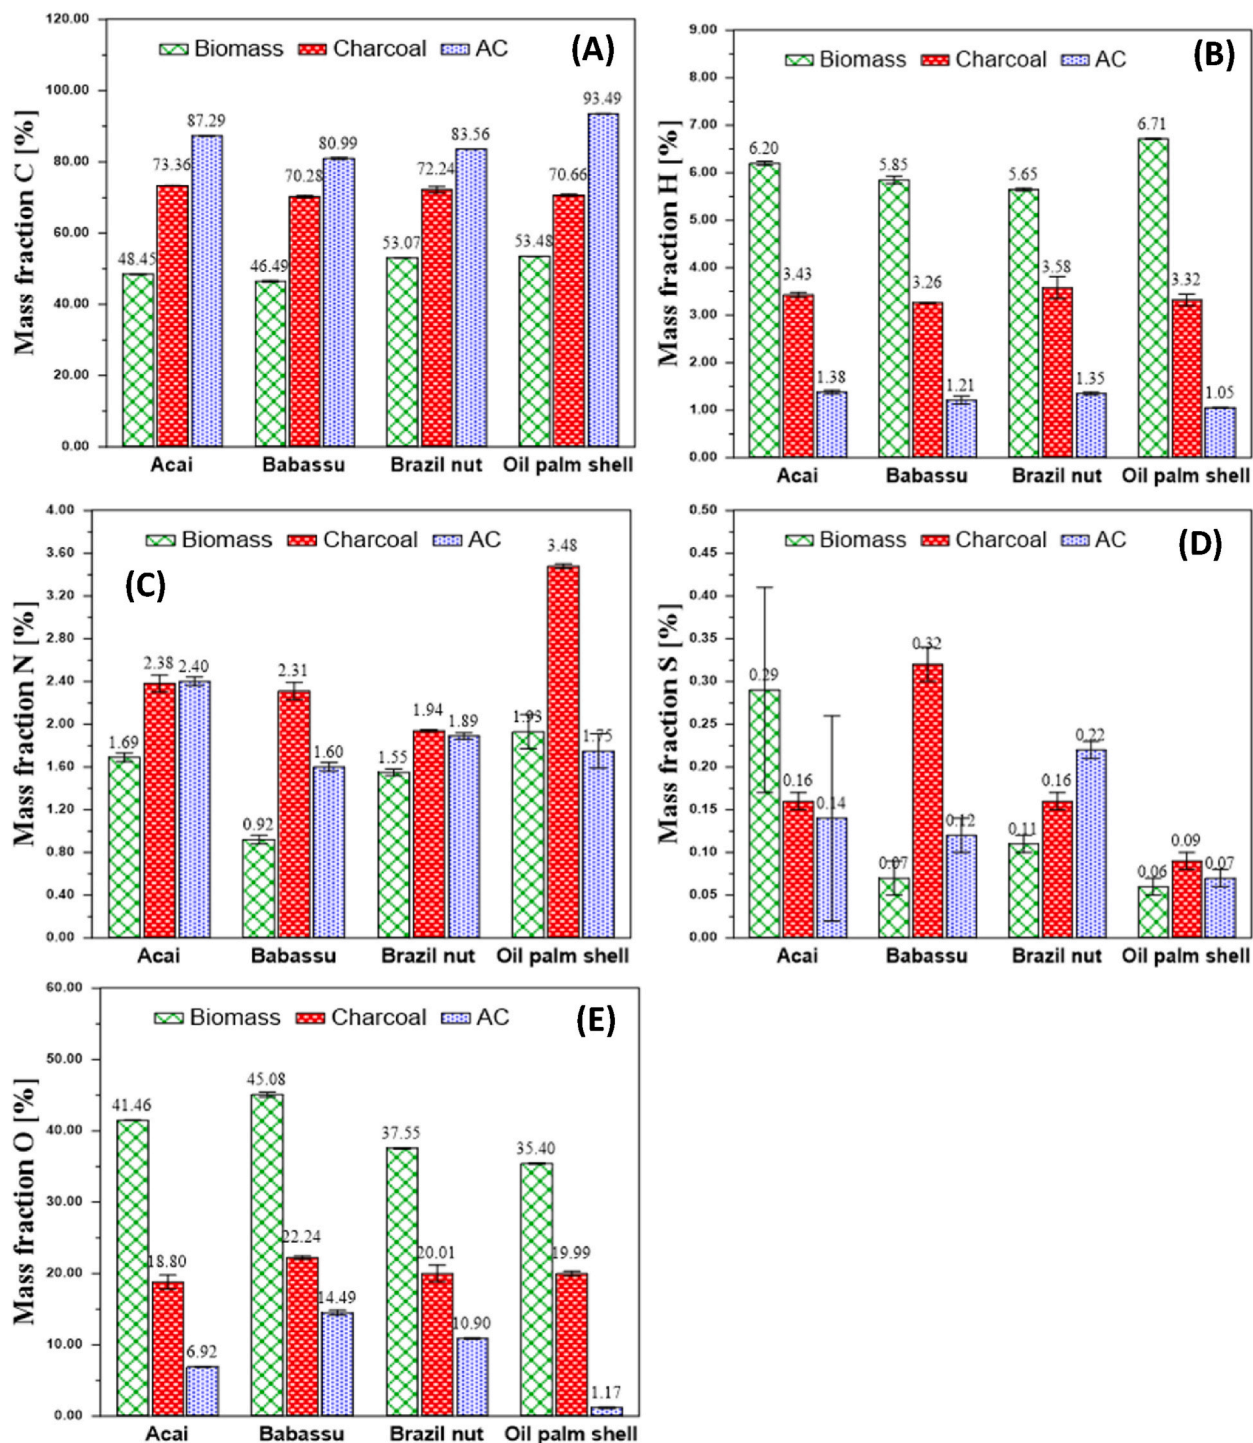 120.00
100.00
80.00
60.00
40.00
20.00
0.00
Mass fraction C [%]
Biomass Charcoal AC
(A)
48.45 73.36 87.29
46.49 70.28 80.99
53.07 72.24 83.56
53.48 70.66 93.49
Acai Babassu Brazil nut Oil palm shell
9.00
8.00
7.00
6.00
5.00
4.00
3.00
2.00
1.00
0.00
Mass fraction H [%]
Biomass Charcoal AC
(B)
6.20 3.43 1.38
5.85 3.26 1.21
5.65 3.58 1.35
6.71 3.32 1.05
Acai Babassu Brazil nut Oil palm shell
4.00
3.60
3.20
2.80
2.40
2.00
1.60
1.20
0.80
0.40
0.00
Mass fraction N [%]
Biomass Charcoal AC
(C)
1.69 2.38 2.40
0.92 2.31 1.60
1.55 1.94 1.89
1.93 3.48 1.75
Acai Babassu Brazil nut Oil palm shell
0.50
0.45
0.40
0.35
0.30
0.25
0.20
0.15
0.10
0.05
0.00
Mass fraction S [%]
Biomass Charcoal AC
(D)
0.29 0.16 0.14
0.07 0.32 0.12
0.11 0.16 0.22
0.06 0.09 0.07
Acai Babassu Brazil nut Oil palm shell
60.00
50.00
40.00
30.00
20.00
10.00
0.00
Mass fraction O [%]
Biomass Charcoal AC
(E)
41.46 18.80 6.92
45.08 22.24 14.49
37.55 20.01 10.90
35.40 19.99 1.17
Acai Babassu Brazil nut Oil palm shell